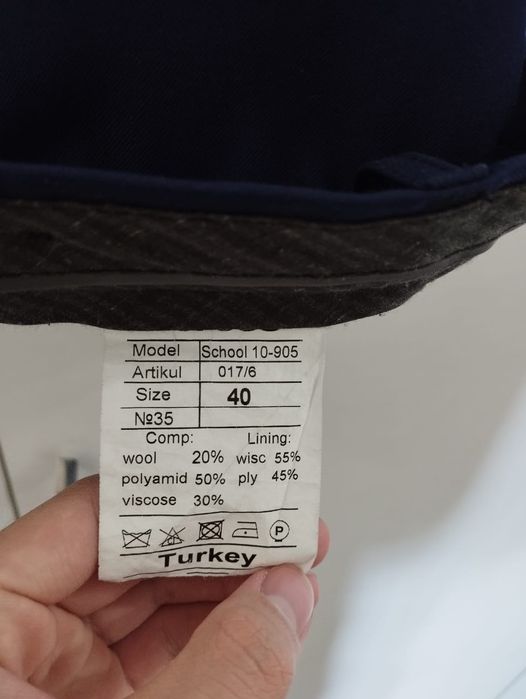 Model School 10-905
Artikul 017/6
Size 40
№35
Comp: Lining:
wool 20% wisc 55%
polyamid 50% ply 45%
viscose 30%
P
Turkey